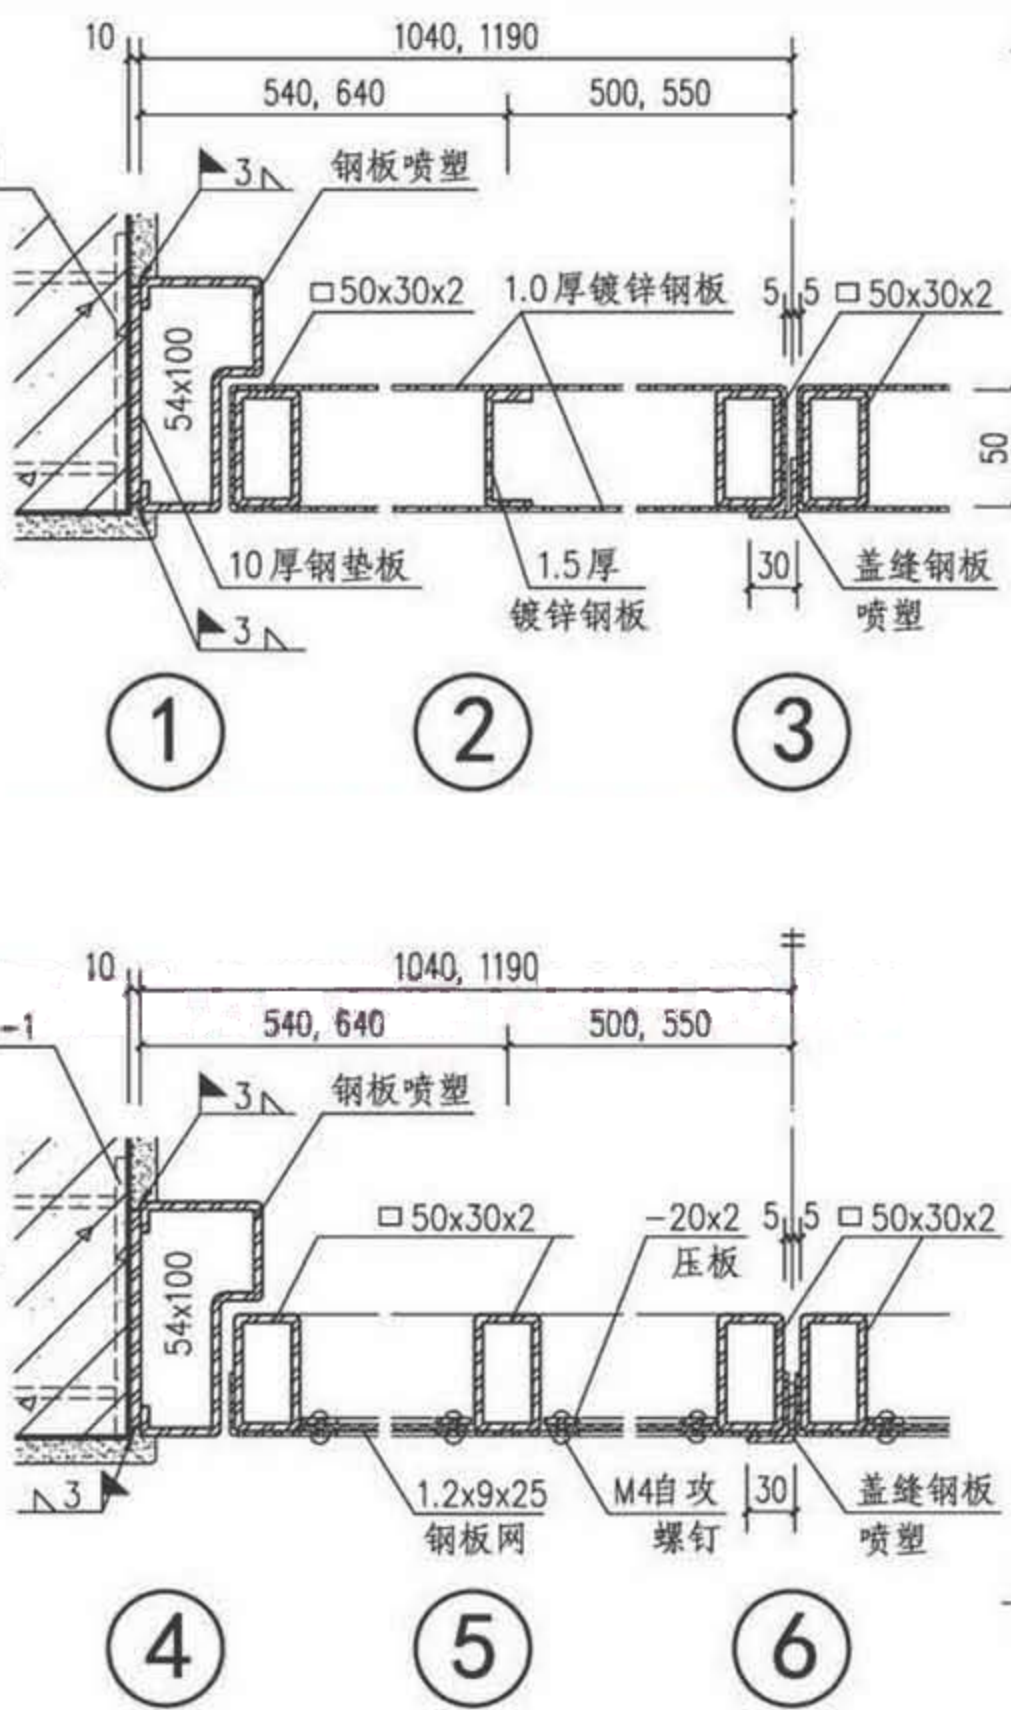 10
1040, 1190
540, 640
500, 550
3
钢板喷塑
□50x30x2
1.0厚镀锌钢板
5
5
□50x30x2
54x100
50
10厚钢垫板
1.5厚
镀锌钢板
30
盖缝钢板
喷塑
3
1
2
3
10
1040, 1190
540, 640
500, 550
-1
3
钢板喷塑
□50x30x2
-20x2
压板
5
5
□50x30x2
54x100
3
1.2x9x25
钢板网
M4自攻
螺钉
30
盖缝钢板
喷塑
4
5
6